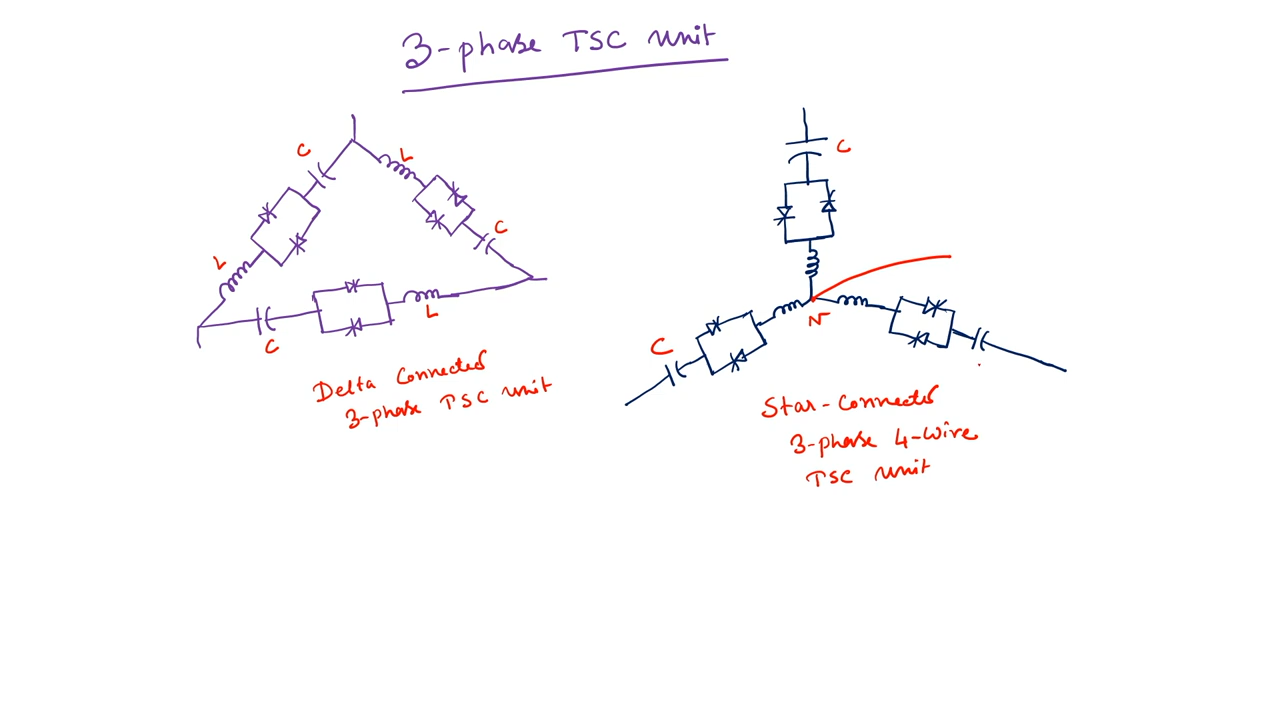 3-phase TSC unit
C
L
L
C
C
L
Delta Connected
3-phase TSC unit
C
C
N
Star-Connected
3-phase 4-wire
TSC unit